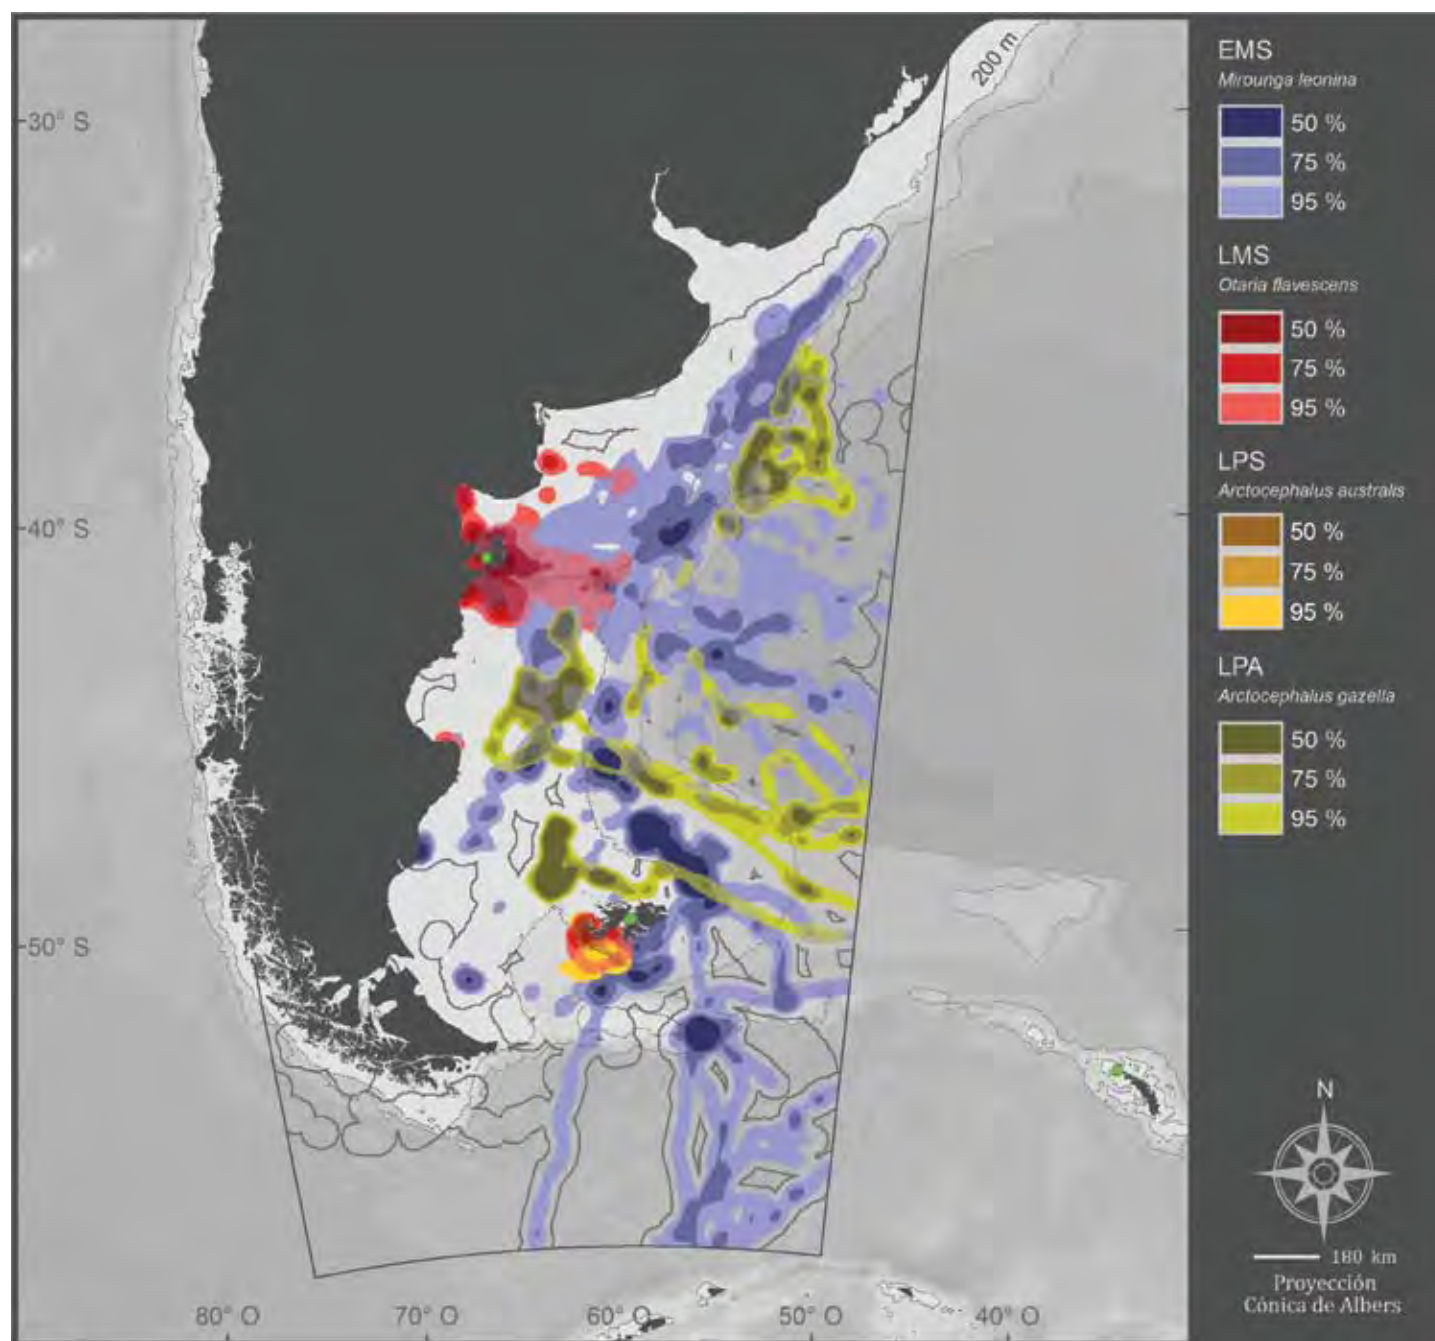 200 m
30° S
40° S
50° S
80° O
70° O
60° O
50° O
40° O
EMS
Mirounga leonina
50 %
75 %
95 %
LMS
Otaria flavescens
50 %
75 %
95 %
LPS
Arctocephalus australis
50 %
75 %
95 %
LPA
Arctocephalus gazella
50 %
75 %
95 %
N
180 km
Proyección
Cónica de Albers